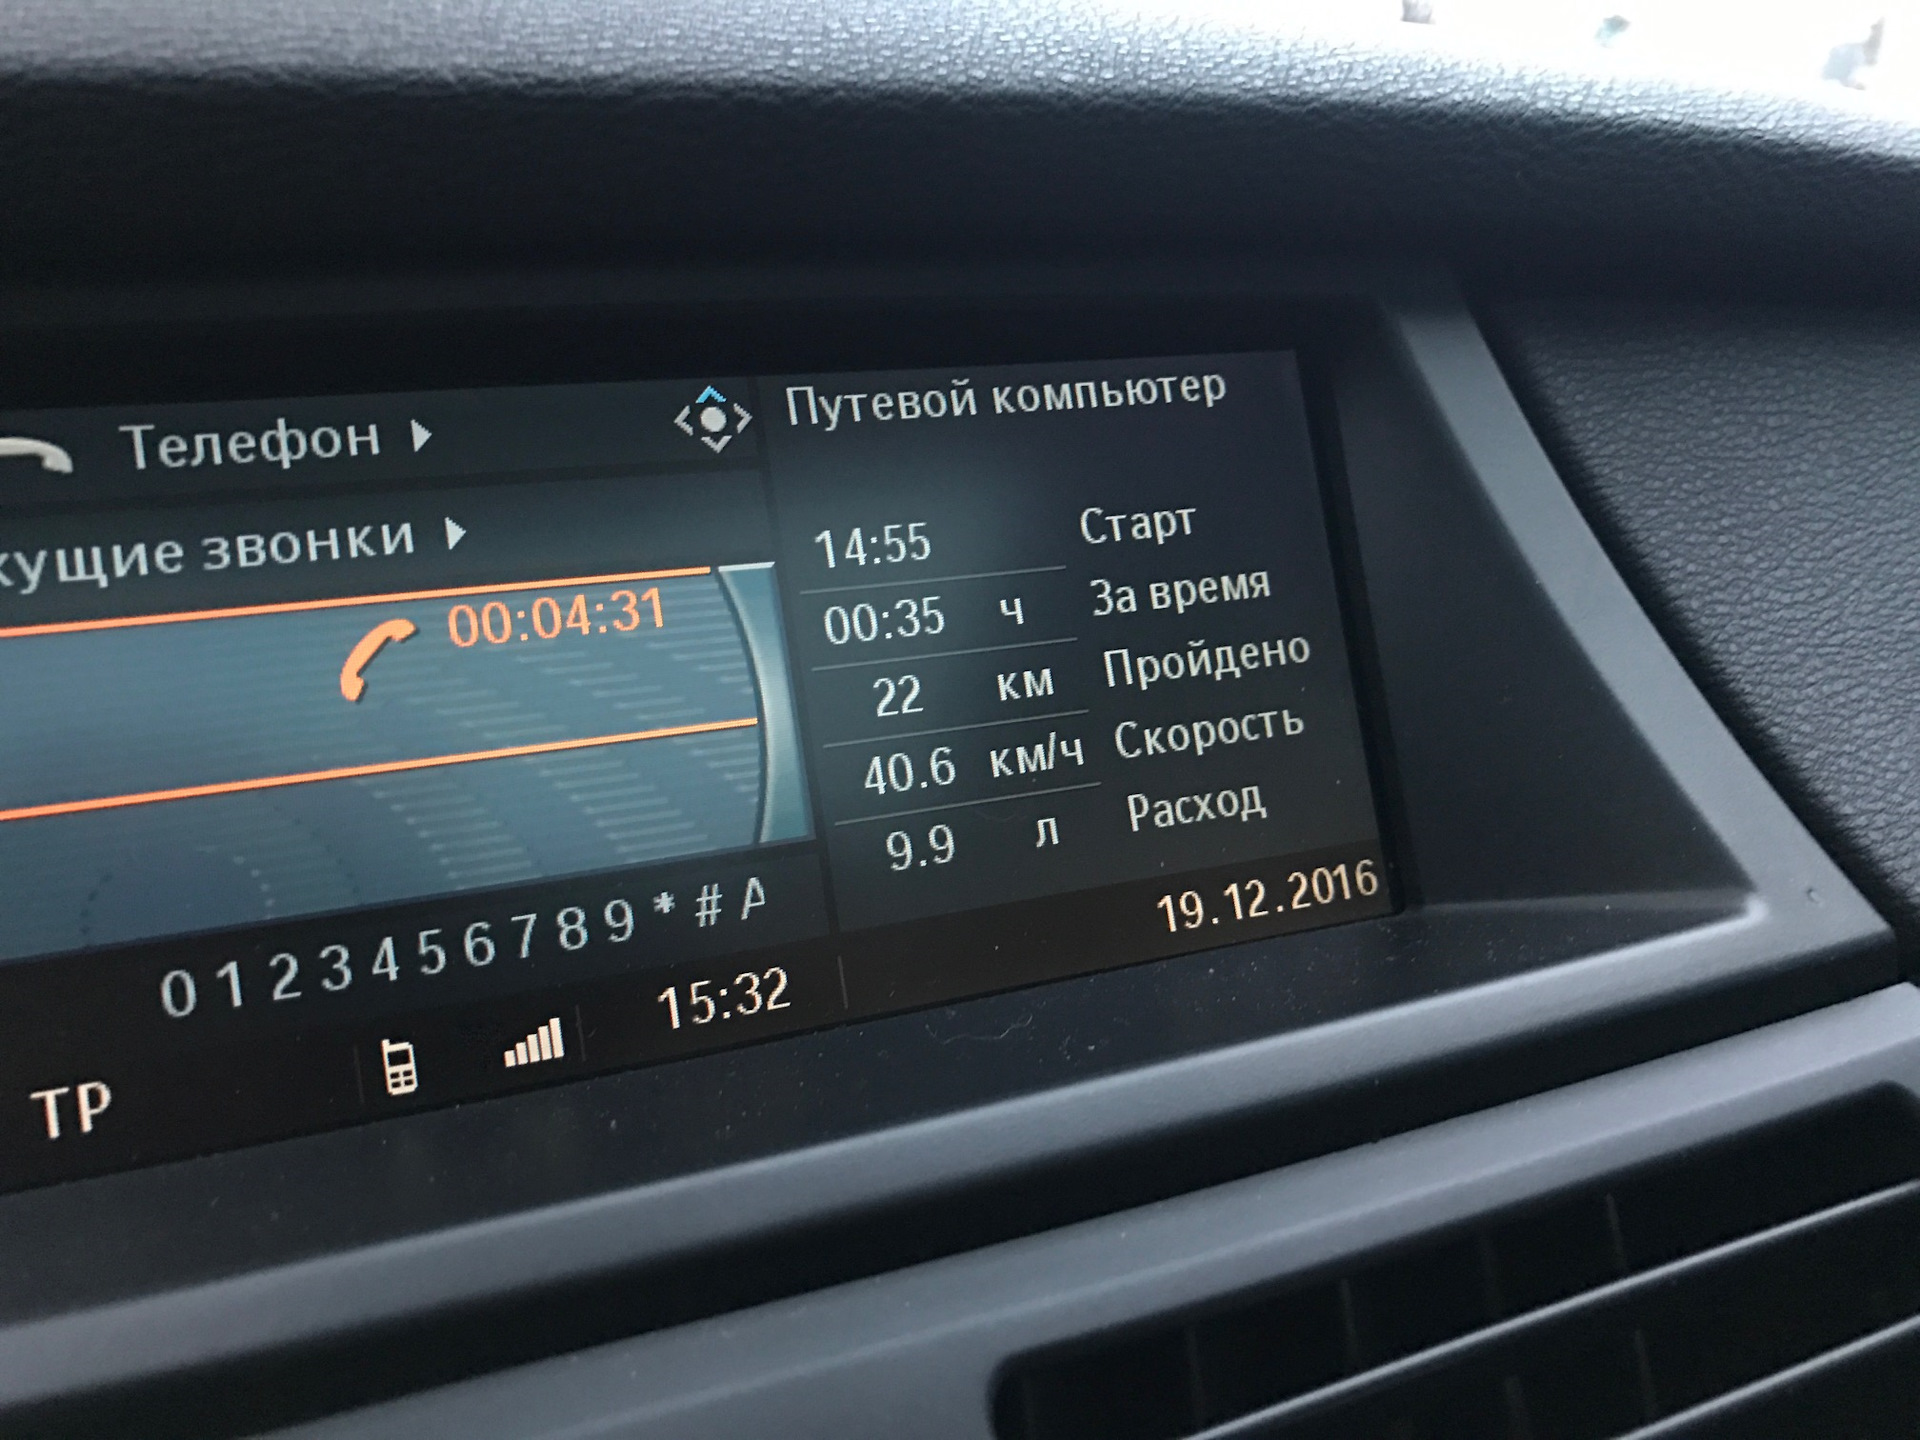 Телефон
кущие звонки
00:04:31
0 1 2 3 4 5 6 7 8 9 * # А
TP
15:32
Путевой компьютер
14:55 Старт
00:35 ч За время
22 км Пройдено
40.6 км/ч Скорость
9.9 л Расход
19.12.2016